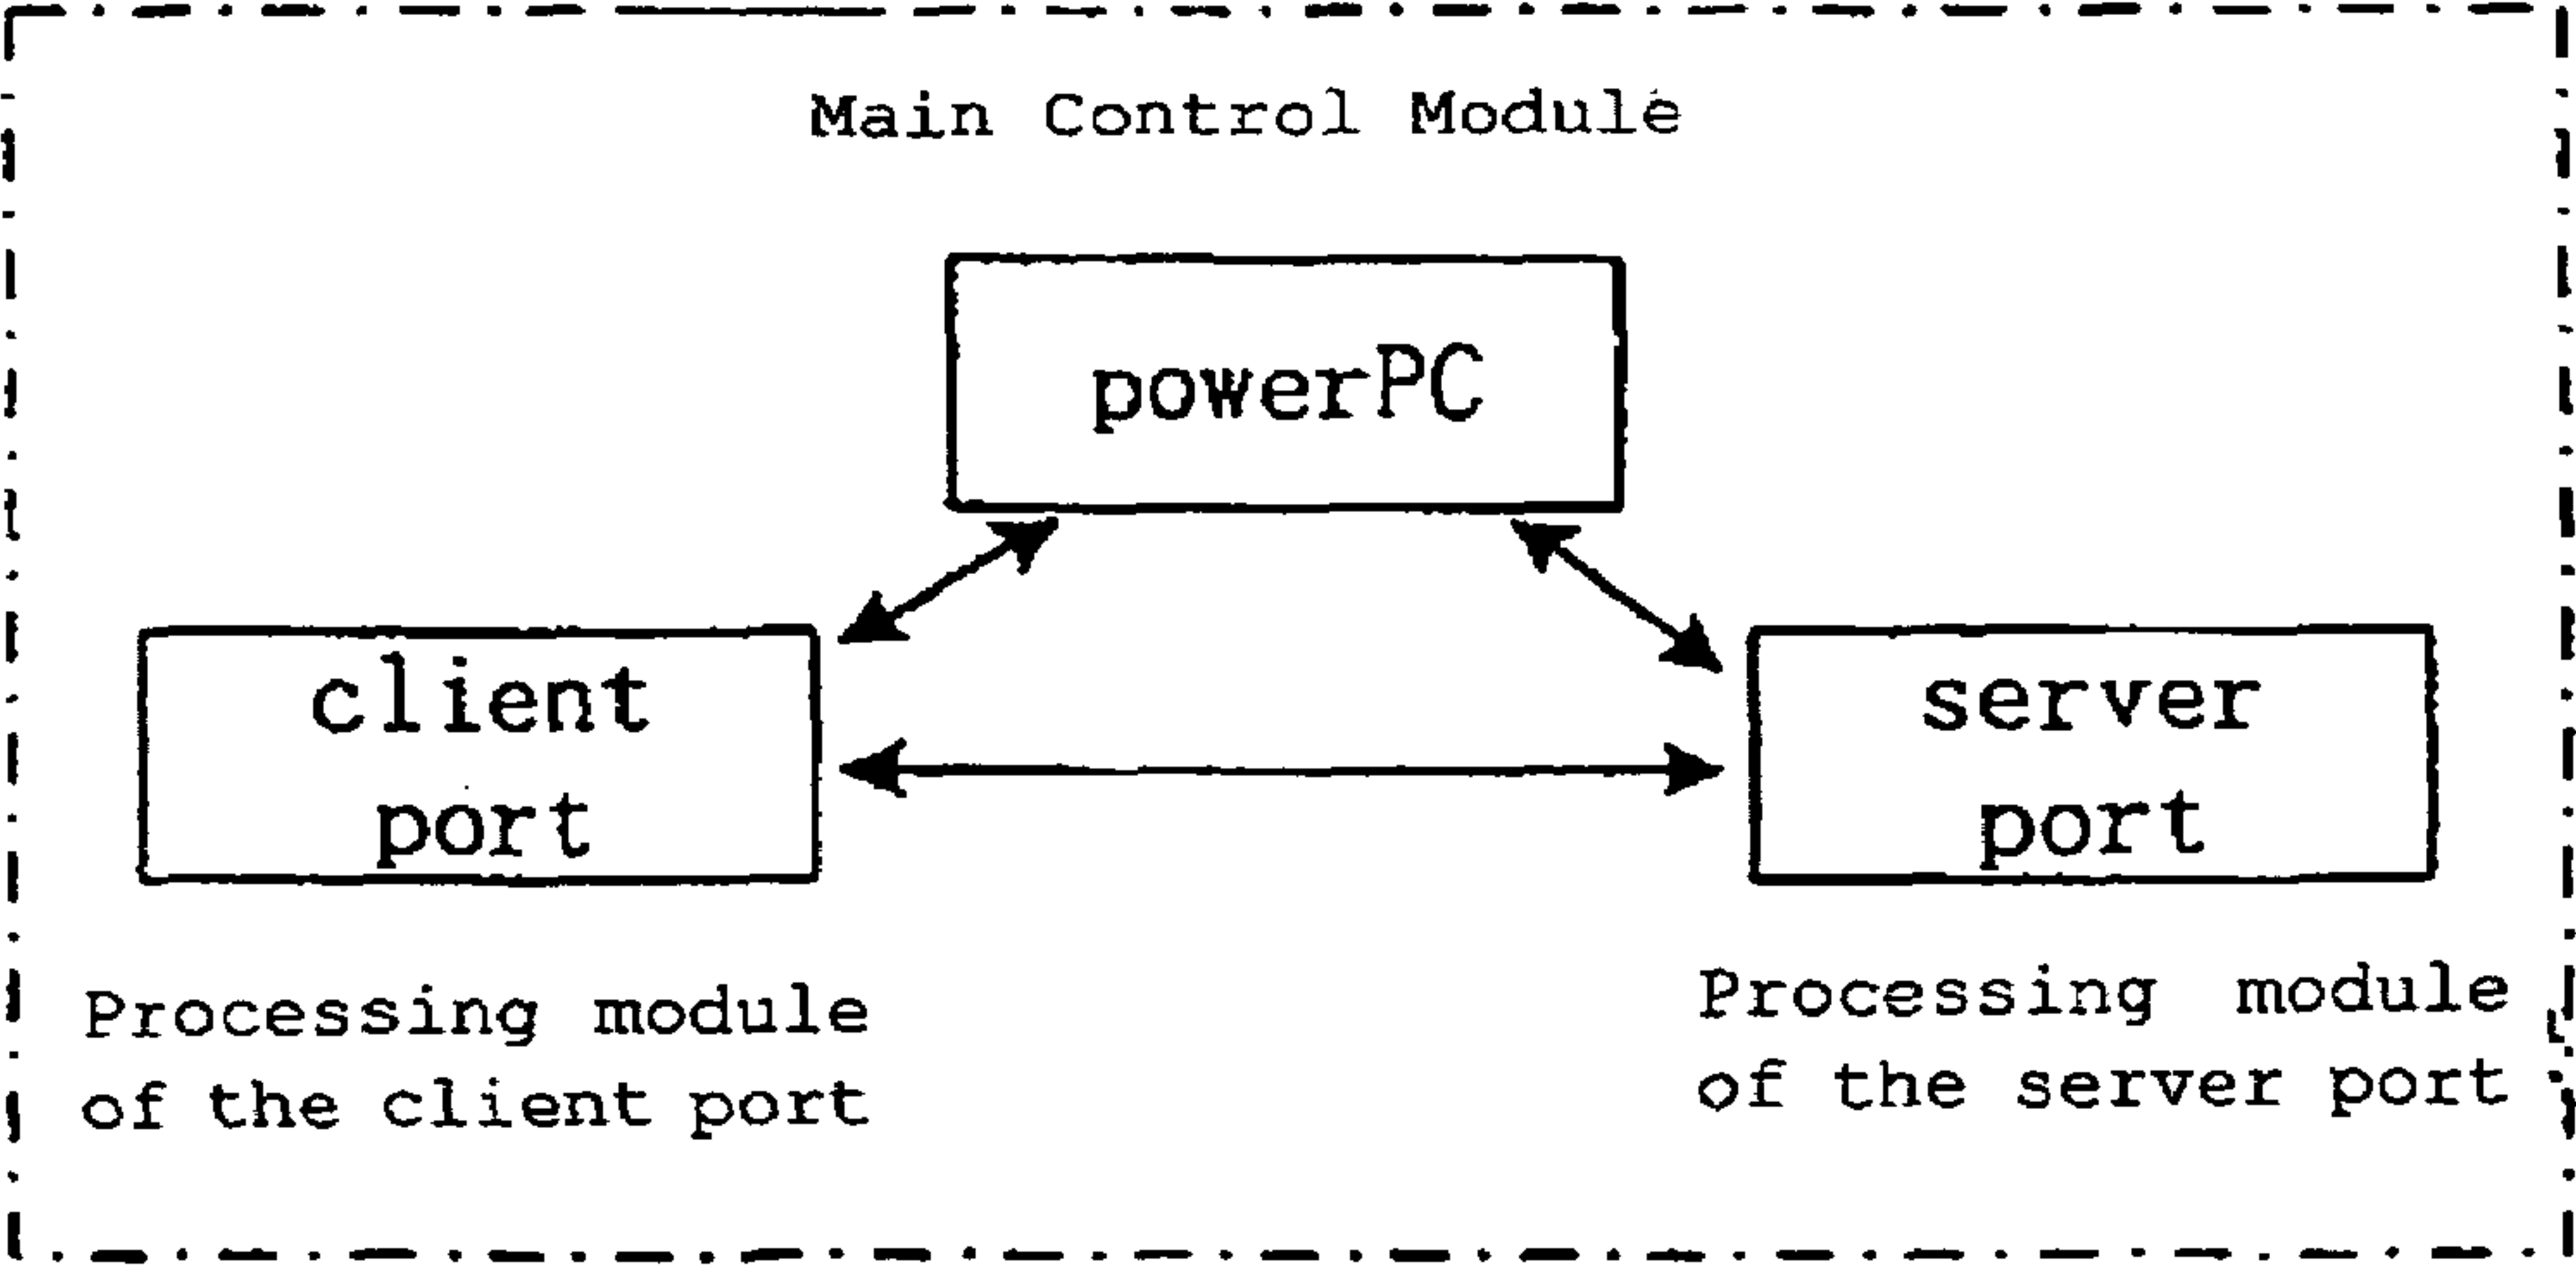 Main Control Module
powerPC
client
port
server
port
Processing module
of the client port
Processing module
of the server port